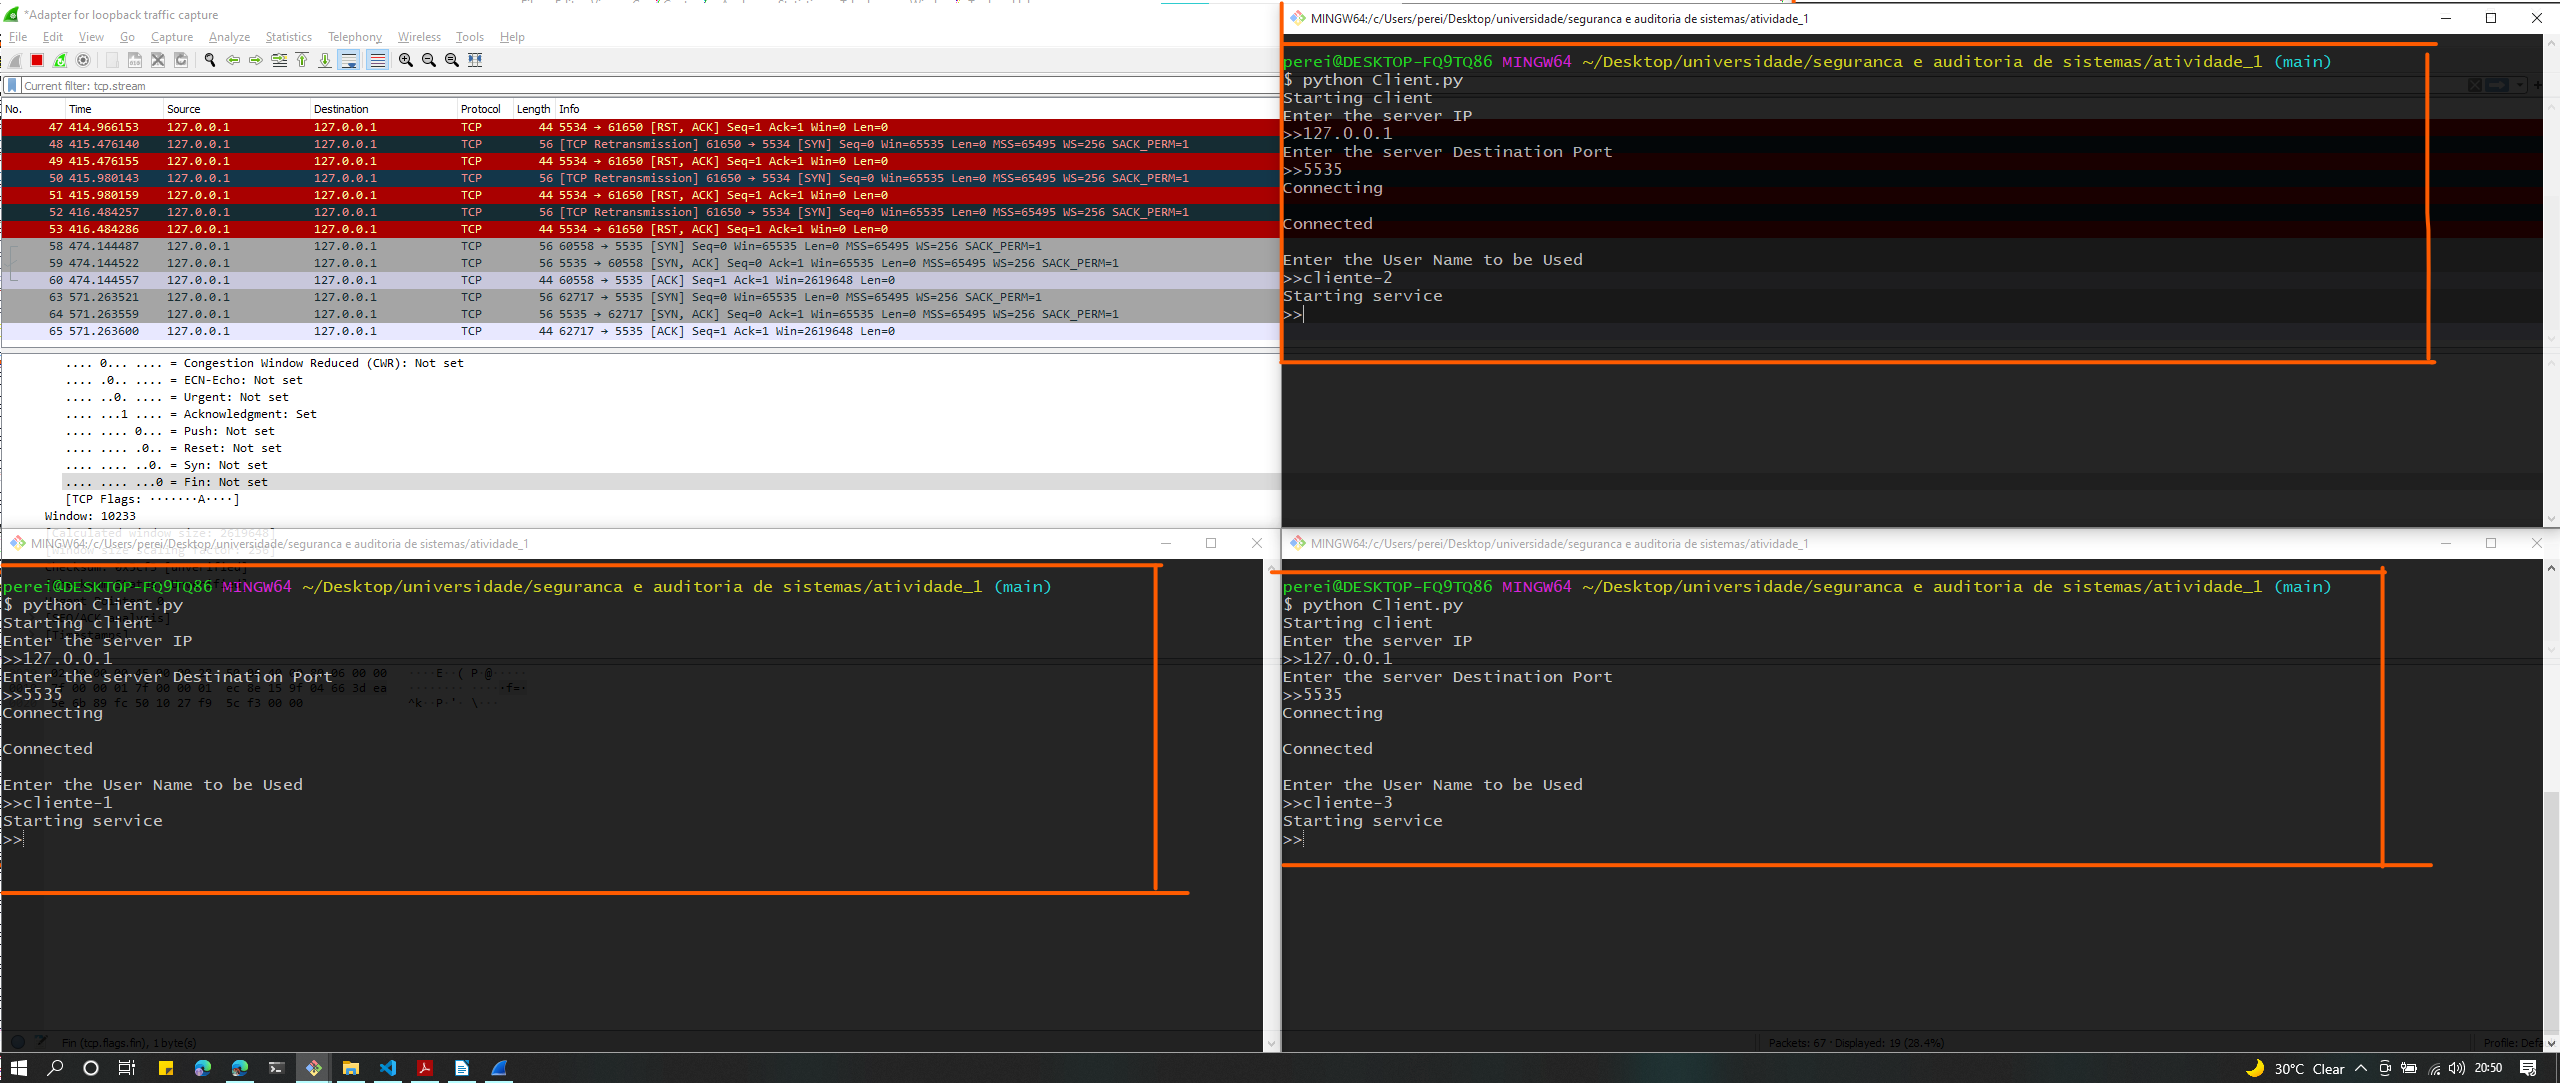 *Adapter for loopback traffic capture
File Edit View Go Capture Analyze Statistics Telephony Wireless Tools Help
Current filter: tcp.stream
No. Time Source Destination Protocol Length Info
47 414.966153 127.0.0.1 127.0.0.1 TCP 44 5534 → 61650 [RST, ACK] Seq=1 Ack=1 Win=0 Len=0
48 415.476140 127.0.0.1 127.0.0.1 TCP 56 [TCP Retransmission] 61650 → 5534 [SYN] Seq=0 Win=65535 Len=0 MSS=65495 WS=256 SACK_PERM=1
49 415.476155 127.0.0.1 127.0.0.1 TCP 44 5534 → 61650 [RST, ACK] Seq=1 Ack=1 Win=0 Len=0
50 415.980143 127.0.0.1 127.0.0.1 TCP 56 [TCP Retransmission] 61650 → 5534 [SYN] Seq=0 Win=65535 Len=0 MSS=65495 WS=256 SACK_PERM=1
51 415.980159 127.0.0.1 127.0.0.1 TCP 44 5534 → 61650 [RST, ACK] Seq=1 Ack=1 Win=0 Len=0
52 416.484257 127.0.0.1 127.0.0.1 TCP 56 [TCP Retransmission] 61650 → 5534 [SYN] Seq=0 Win=65535 Len=0 MSS=65495 WS=256 SACK_PERM=1
53 416.484286 127.0.0.1 127.0.0.1 TCP 44 5534 → 61650 [RST, ACK] Seq=1 Ack=1 Win=0 Len=0
58 474.144487 127.0.0.1 127.0.0.1 TCP 56 60558 → 5535 [SYN] Seq=0 Win=65535 Len=0 MSS=65495 WS=256 SACK_PERM=1
59 474.144522 127.0.0.1 127.0.0.1 TCP 56 5535 → 60558 [SYN, ACK] Seq=0 Ack=1 Win=65535 Len=0 MSS=65495 WS=256 SACK_PERM=1
60 474.144557 127.0.0.1 127.0.0.1 TCP 44 60558 → 5535 [ACK] Seq=1 Ack=1 Win=2619648 Len=0
63 571.263521 127.0.0.1 127.0.0.1 TCP 56 62717 → 5535 [SYN] Seq=0 Win=65535 Len=0 MSS=65495 WS=256 SACK_PERM=1
64 571.263559 127.0.0.1 127.0.0.1 TCP 56 5535 → 62717 [SYN, ACK] Seq=0 Ack=1 Win=65535 Len=0 MSS=65495 WS=256 SACK_PERM=1
65 571.263600 127.0.0.1 127.0.0.1 TCP 44 62717 → 5535 [ACK] Seq=1 Ack=1 Win=2619648 Len=0
.... 0... .... = Congestion Window Reduced (CWR): Not set
.... .0.. .... = ECN-Echo: Not set
.... ..0. .... = Urgent: Not set
.... ...1 .... = Acknowledgment: Set
.... .... 0... = Push: Not set
.... .... .0.. = Reset: Not set
.... .... ..0. = Syn: Not set
.... .... ...0 = Fin: Not set
[TCP Flags: ·······A····]
Window: 10233
[Calculated window size: 2619648]
MINGW64:/c/Users/perei/Desktop/universidade/seguranca e auditoria de sistemas/atividade_1
perei@DESKTOP-FQ9TQ86 MINGW64 ~/Desktop/universidade/seguranca e auditoria de sistemas/atividade_1 (main)
$ python Client.py
Starting client
Enter the server IP
>>127.0.0.1
Enter the server Destination Port
>>5535
Connecting
Connected
Enter the User Name to be Used
>>cliente-2
Starting service
>>
MINGW64:/c/Users/perei/Desktop/universidade/seguranca e auditoria de sistemas/atividade_1
perei@DESKTOP-FQ9TQ86 MINGW64 ~/Desktop/universidade/seguranca e auditoria de sistemas/atividade_1 (main)
$ python Client.py
Starting client
Enter the server IP
>>127.0.0.1
Enter the server Destination Port
>>5535
Connecting
Connected
Enter the User Name to be Used
>>cliente-1
Starting service
>>
Fin (tcp.flags.fin), 1 byte(s)
MINGW64:/c/Users/perei/Desktop/universidade/seguranca e auditoria de sistemas/atividade_1
perei@DESKTOP-FQ9TQ86 MINGW64 ~/Desktop/universidade/seguranca e auditoria de sistemas/atividade_1 (main)
$ python Client.py
Starting client
Enter the server IP
>>127.0.0.1
Enter the server Destination Port
>>5535
Connecting
Connected
Enter the User Name to be Used
>>cliente-3
Starting service
>>
Packets: 67 · Displayed: 19 (28.4%)
Profile: Defa
30°C Clear
20:50